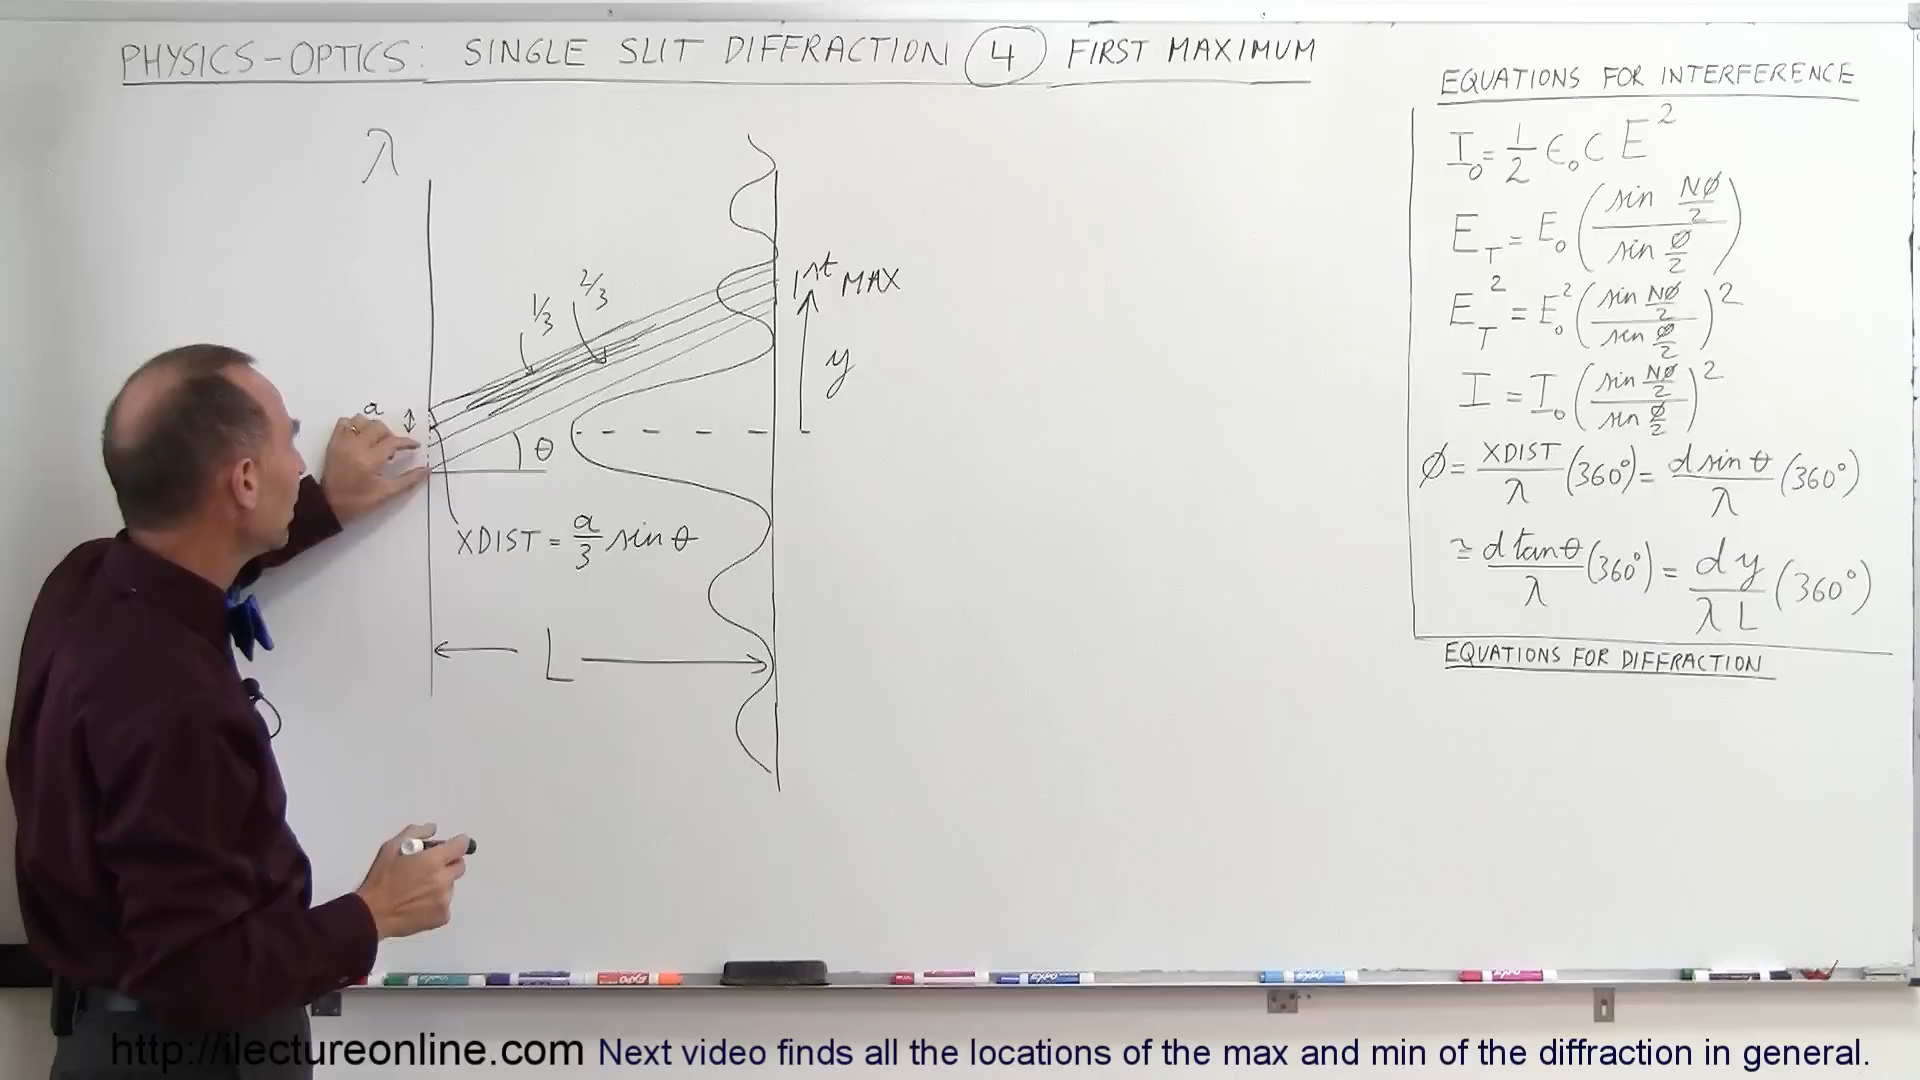 PHYSICS-OPTICS: SINGLE SLIT DIFFRACTION 4 FIRST MAXIMUM
λ
1/3
2/3
1st MAX
y
a
θ
XDIST = a/3 sin θ
L
EQUATIONS FOR INTERFERENCE
I₀ = 1/2 ε₀ C E²
E_T = E₀ (sin Nφ/2 / sin φ/2)
E_T² = E₀² (sin Nφ/2 / sin φ/2)²
I = I₀ (sin Nφ/2 / sin φ/2)²
φ = XDIST/λ (360°) = d sin θ/λ (360°)
≅ d tan θ/λ (360°) = d y/λ L (360°)
EQUATIONS FOR DIFFRACTION
http://ilectureonline.com Next video finds all the locations of the max and min of the diffraction in general.